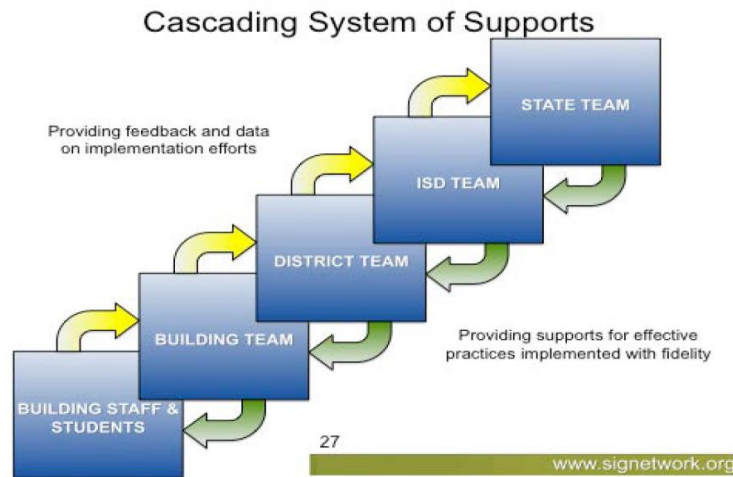 Cascading System of Supports
STATE TEAM
Providing feedback and data
on implementation efforts
ISD TEAM
DISTRICT TEAM
Providing supports for effective
practices implemented with fidelity
BUILDING TEAM
BUILDING STAFF &
STUDENTS
27
www.signetwork.org